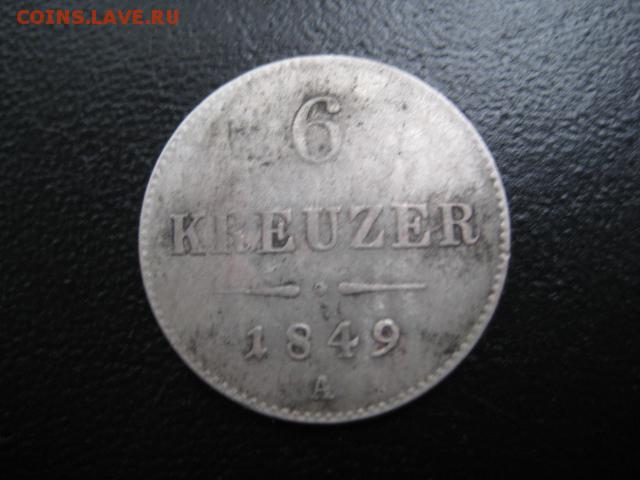 COINS.LAVE.RU
6
KREUZER
1849
A